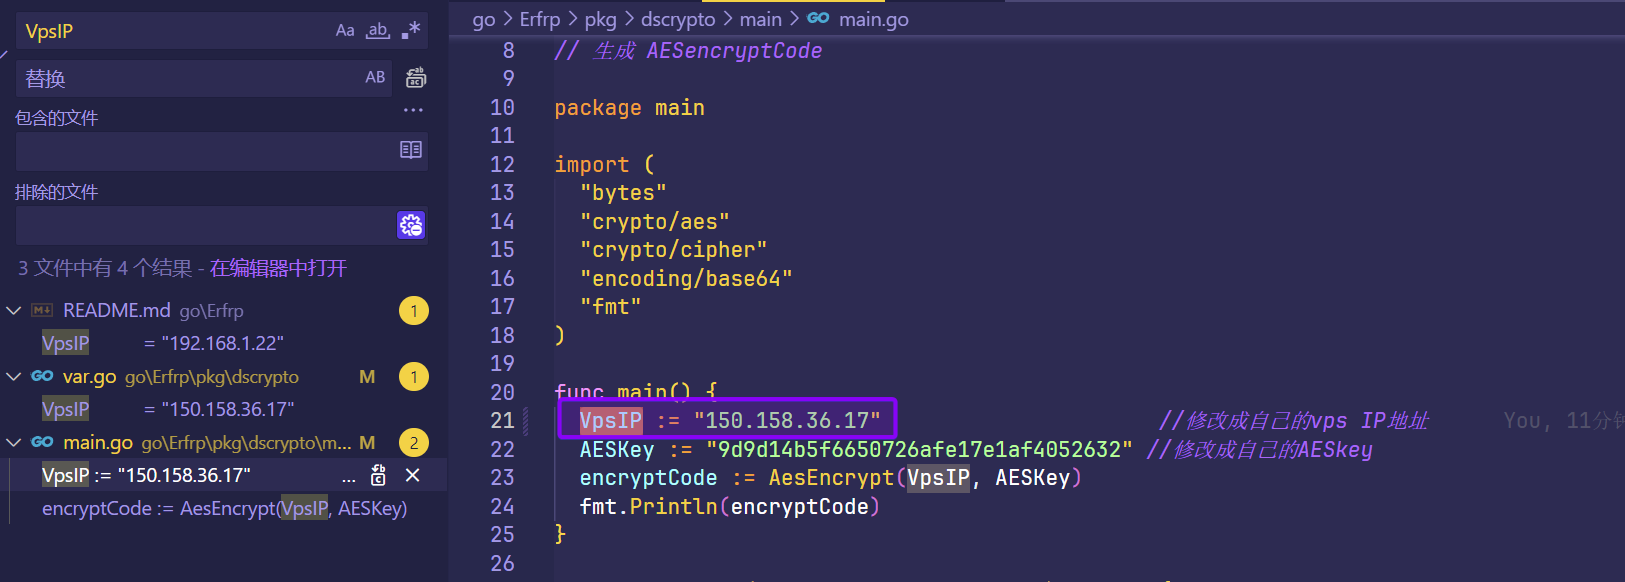 VpsIP
Aa ab .*
替换
AB
包含的文件
排除的文件
3 文件中有 4 个结果 - 在编辑器中打开
README.md go\Erfrp 1
VpsIP = "192.168.1.22"
var.go go\Erfrp\pkg\dscrypto M 1
VpsIP = "150.158.36.17"
main.go go\Erfrp\pkg\dscrypto\m... M 2
VpsIP := "150.158.36.17" ...
encryptCode := AesEncrypt(VpsIP, AESKey)
go > Erfrp > pkg > dscrypto > main > GO main.go
8 // 生成 AESencryptCode
9
10 package main
11
12 import (
13 "bytes"
14 "crypto/aes"
15 "crypto/cipher"
16 "encoding/base64"
17 "fmt"
18 )
19
20 func main() {
21 VpsIP := "150.158.36.17" //修改成自己的vps IP地址 You, 11分钟
22 AESKey := "9d9d14b5f6650726afe17e1af4052632" //修改成自己的AESkey
23 encryptCode := AesEncrypt(VpsIP, AESKey)
24 fmt.Println(encryptCode)
25 }
26